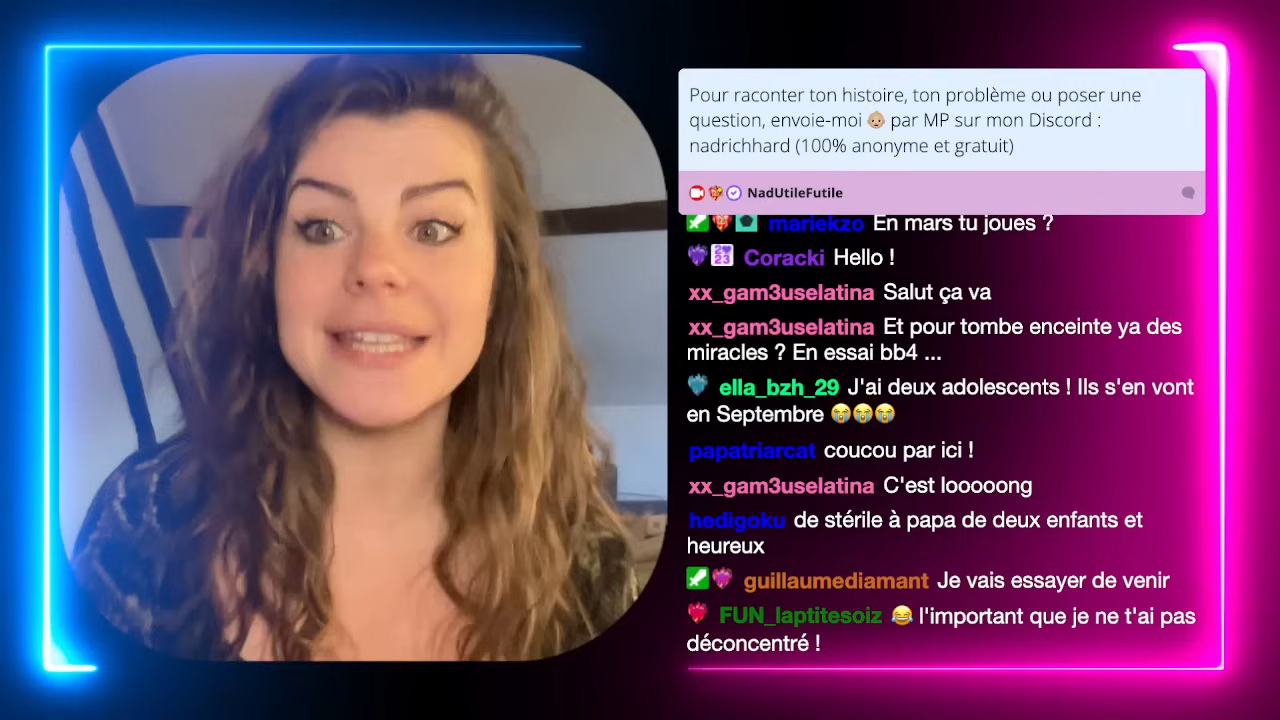 Pour raconter ton histoire, ton problème ou poser une
question, envoie-moi 👶🏼 par MP sur mon Discord :
nadrichhard (100% anonyme et gratuit)
NadUtileFutile
mariekzo En mars tu joues ?
Coracki Hello !
xx_gam3uselatina Salut ça va
xx_gam3uselatina Et pour tombe enceinte ya des
miracles ? En essai bb4 ...
ella_bzh_29 J'ai deux adolescents ! Ils s'en vont
en Septembre 😭😭😭
papatriarcat coucou par ici !
xx_gam3uselatina C'est looooong
hedigoku de stérile à papa de deux enfants et
heureux
guillaumediamant Je vais essayer de venir
FUN_laptitesoiz 😂 l'important que je ne t'ai pas
déconcentré !